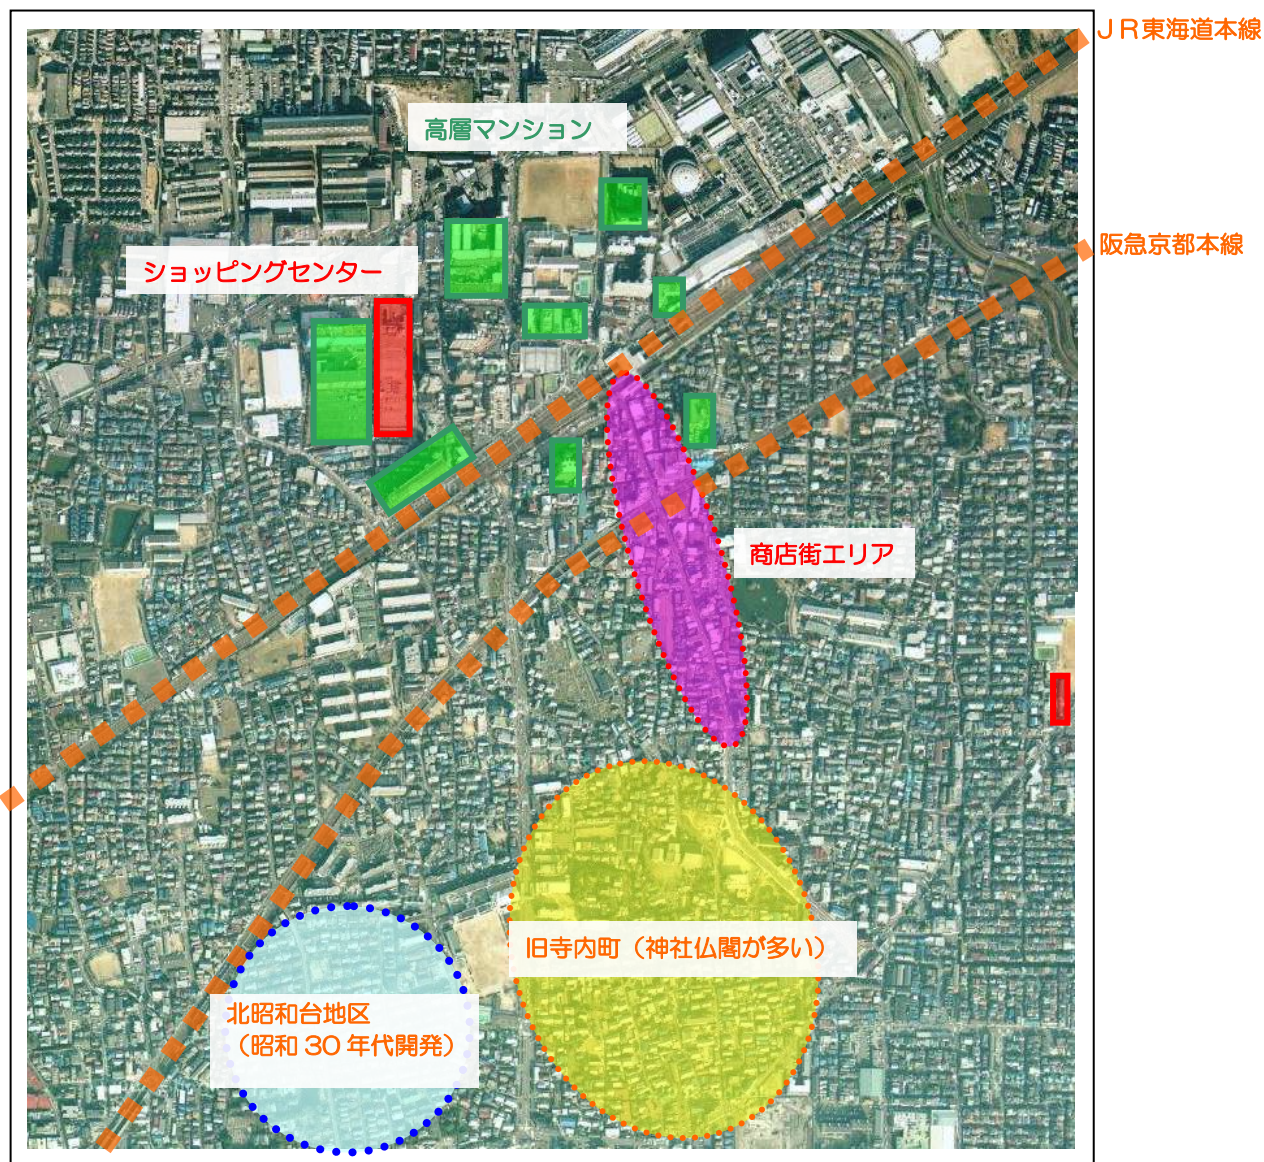 ＪＲ東海道本線
高層マンション
阪急京都本線
ショッピングセンター
商店街エリア
旧寺内町（神社仏閣が多い）
北昭和台地区
（昭和 30 年代開発）